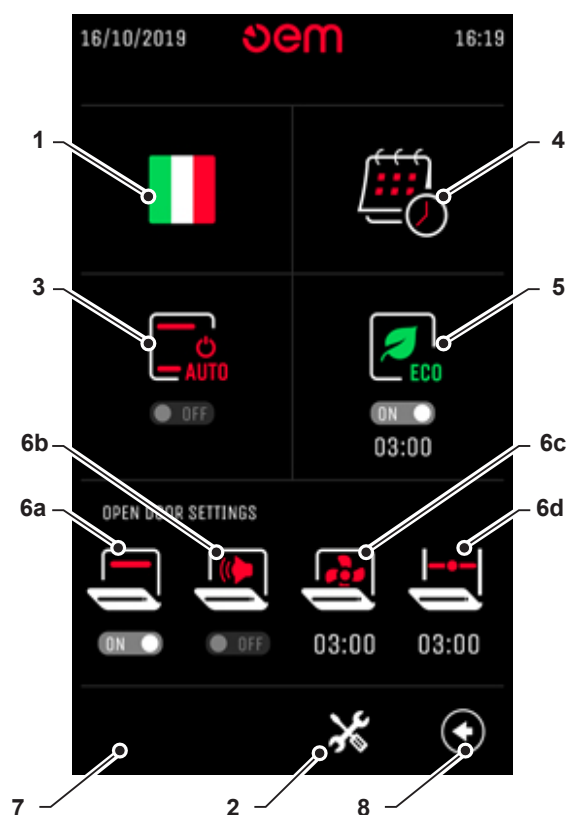 16/10/2019 oem 16:19
1
4
3
5
AUTO
ECO
OFF
ON
03:00
6b
6c
6a
6d
OPEN DOOR SETTINGS
ON
OFF
03:00
03:00
7
2
8